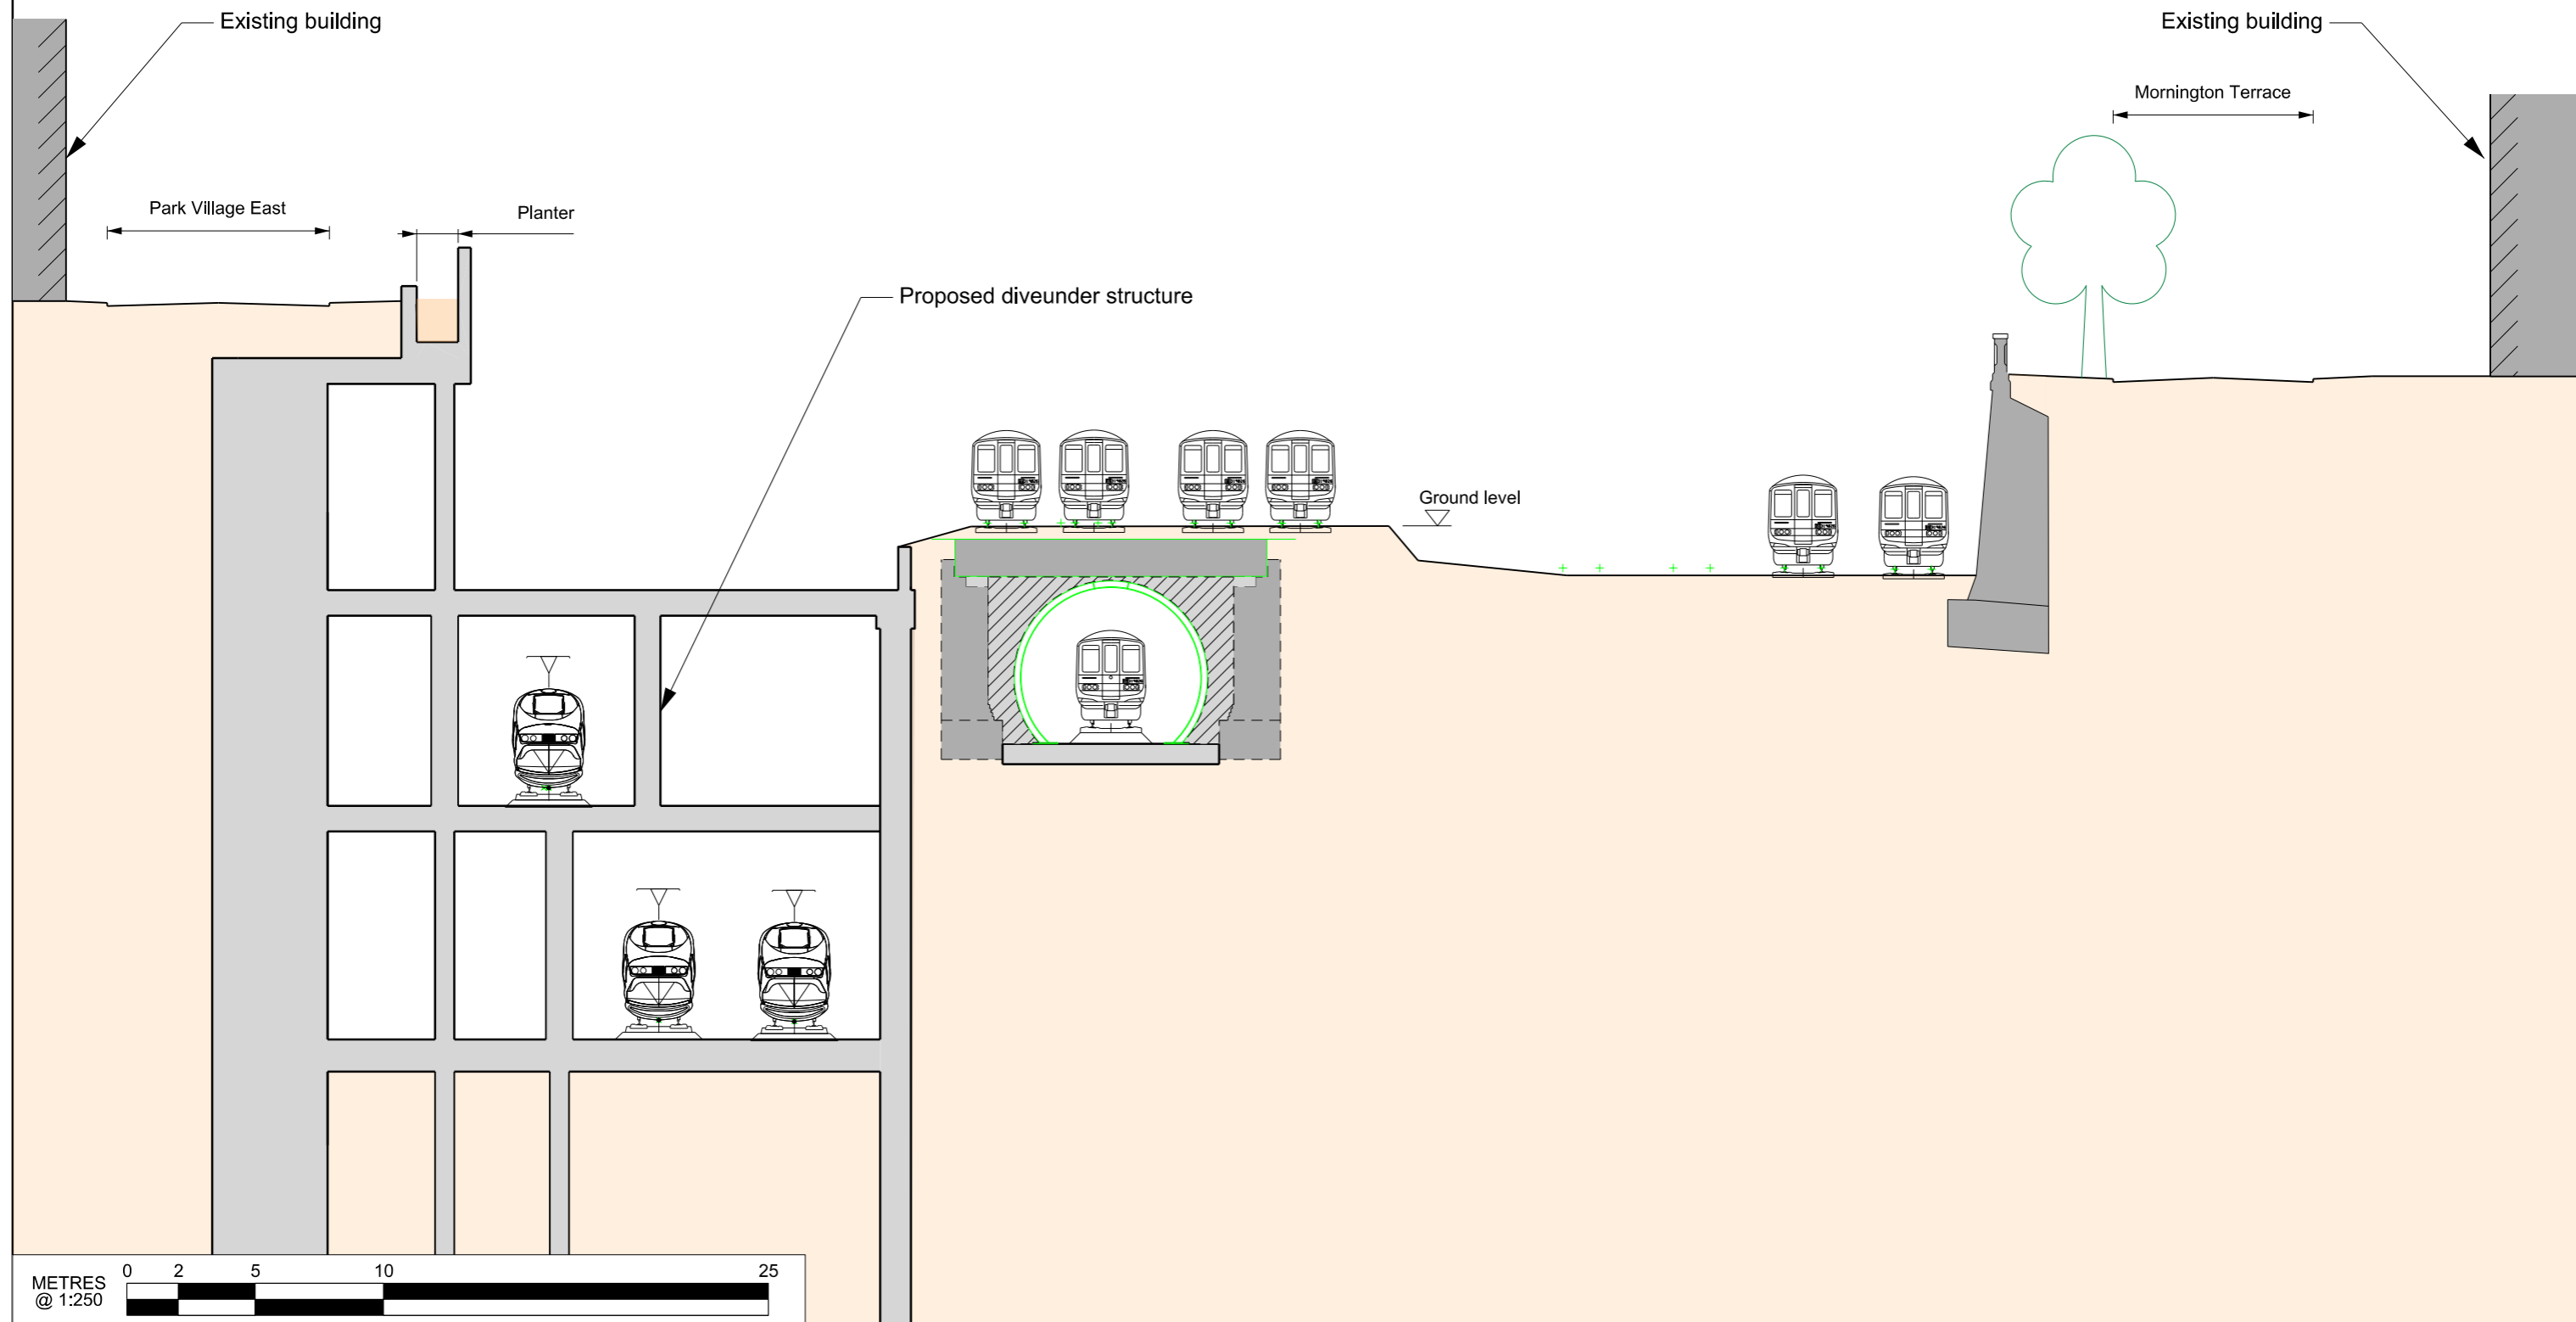 Existing building
Existing building
Mornington Terrace
Park Village East
Planter
Proposed diveunder structure
Ground level
METRES
@ 1:250
0 2 5 10 25